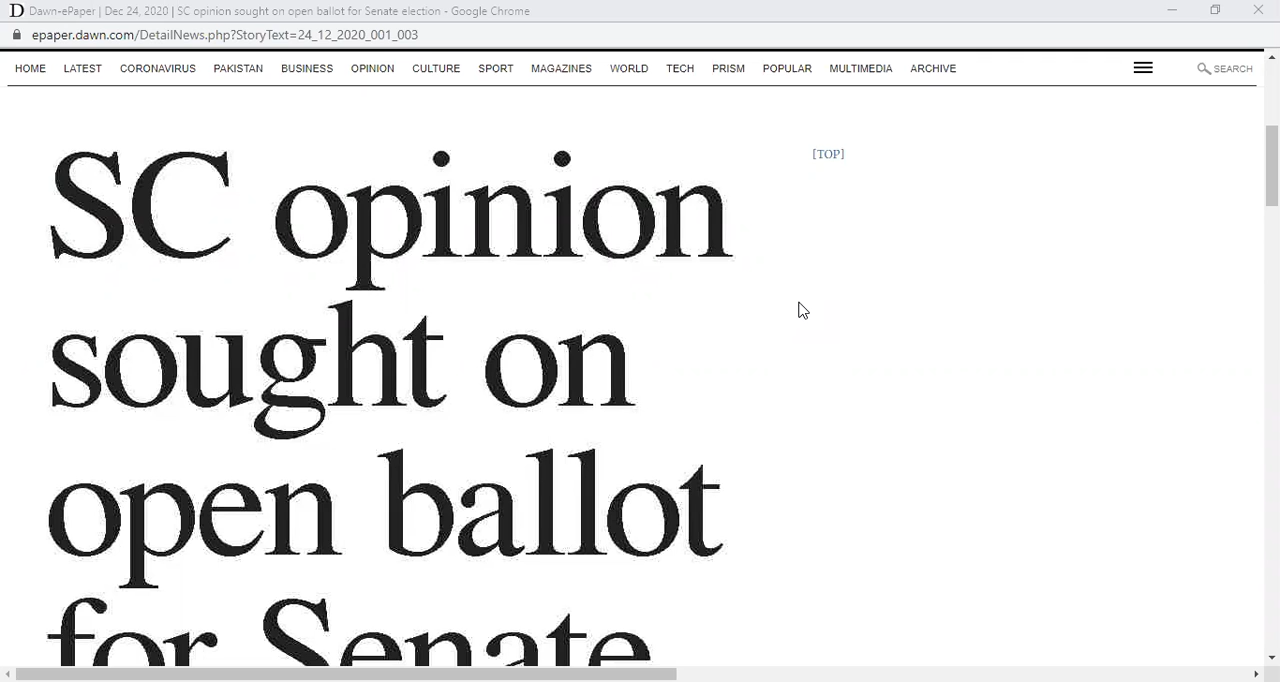 D Dawn-ePaper | Dec 24, 2020 | SC opinion sought on open ballot for Senate election - Google Chrome
epaper.dawn.com/DetailNews.php?StoryText=24_12_2020_001_003
HOME LATEST CORONAVIRUS PAKISTAN BUSINESS OPINION CULTURE SPORT MAGAZINES WORLD TECH PRISM POPULAR MULTIMEDIA ARCHIVE SEARCH
[TOP]
SC opinion
sought on
open ballot
for Senate